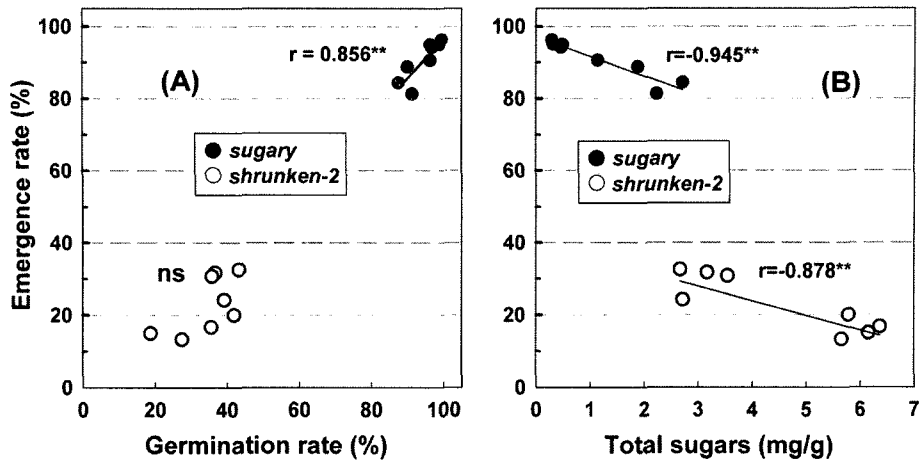 Emergence rate (%)
100
80
60
40
20
0
r = 0.856**
(A)
sugary
shrunken-2
ns
0 20 40 60 80 100
Germination rate (%)
100
80
60
40
20
0
r=-0.945**
(B)
sugary
shrunken-2
r=-0.878**
0 1 2 3 4 5 6 7
Total sugars (mg/g)